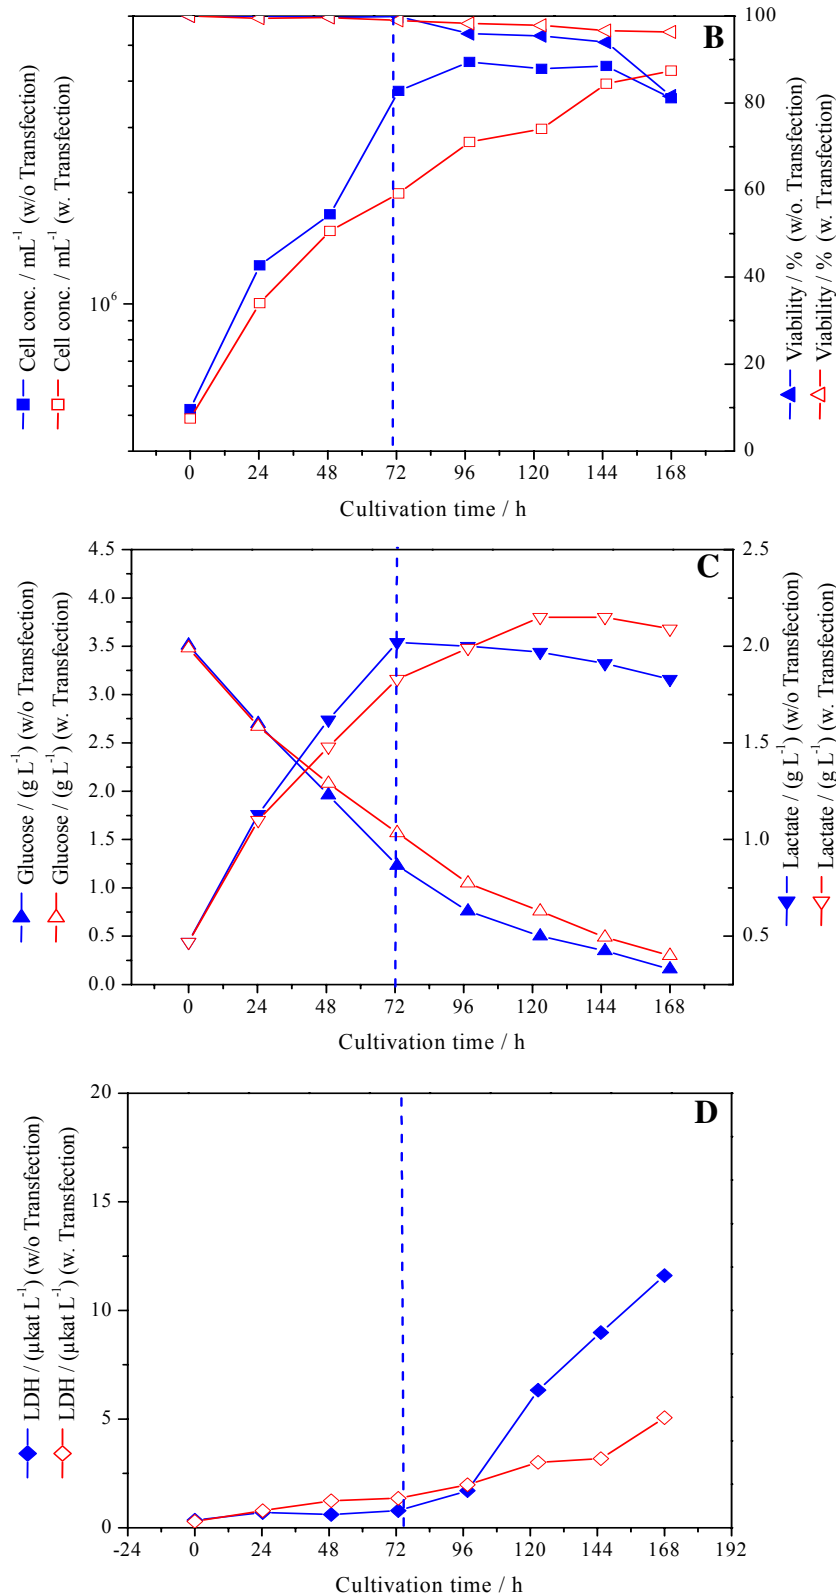 B
Cell conc. / mL⁻¹ (w/o Transfection)
Cell conc. / mL⁻¹ (w. Transfection)
10⁶
100
80
60
40
20
0
Viability / % (w/o. Transfection)
Viability / % (w. Transfection)
0 24 48 72 96 120 144 168
Cultivation time / h
C
Glucose / (g L⁻¹) (w/o Transfection)
Glucose / (g L⁻¹) (w. Transfection)
4.5
4.0
3.5
3.0
2.5
2.0
1.5
1.0
0.5
0.0
2.5
2.0
1.5
1.0
0.5
Lactate / (g L⁻¹) (w/o Transfection)
Lactate / (g L⁻¹) (w. Transfection)
0 24 48 72 96 120 144 168
Cultivation time / h
D
LDH / (µkat L⁻¹) (w/o Transfection)
LDH / (µkat L⁻¹) (w. Transfection)
20
15
10
5
0
-24 0 24 48 72 96 120 144 168 192
Cultivation time / h